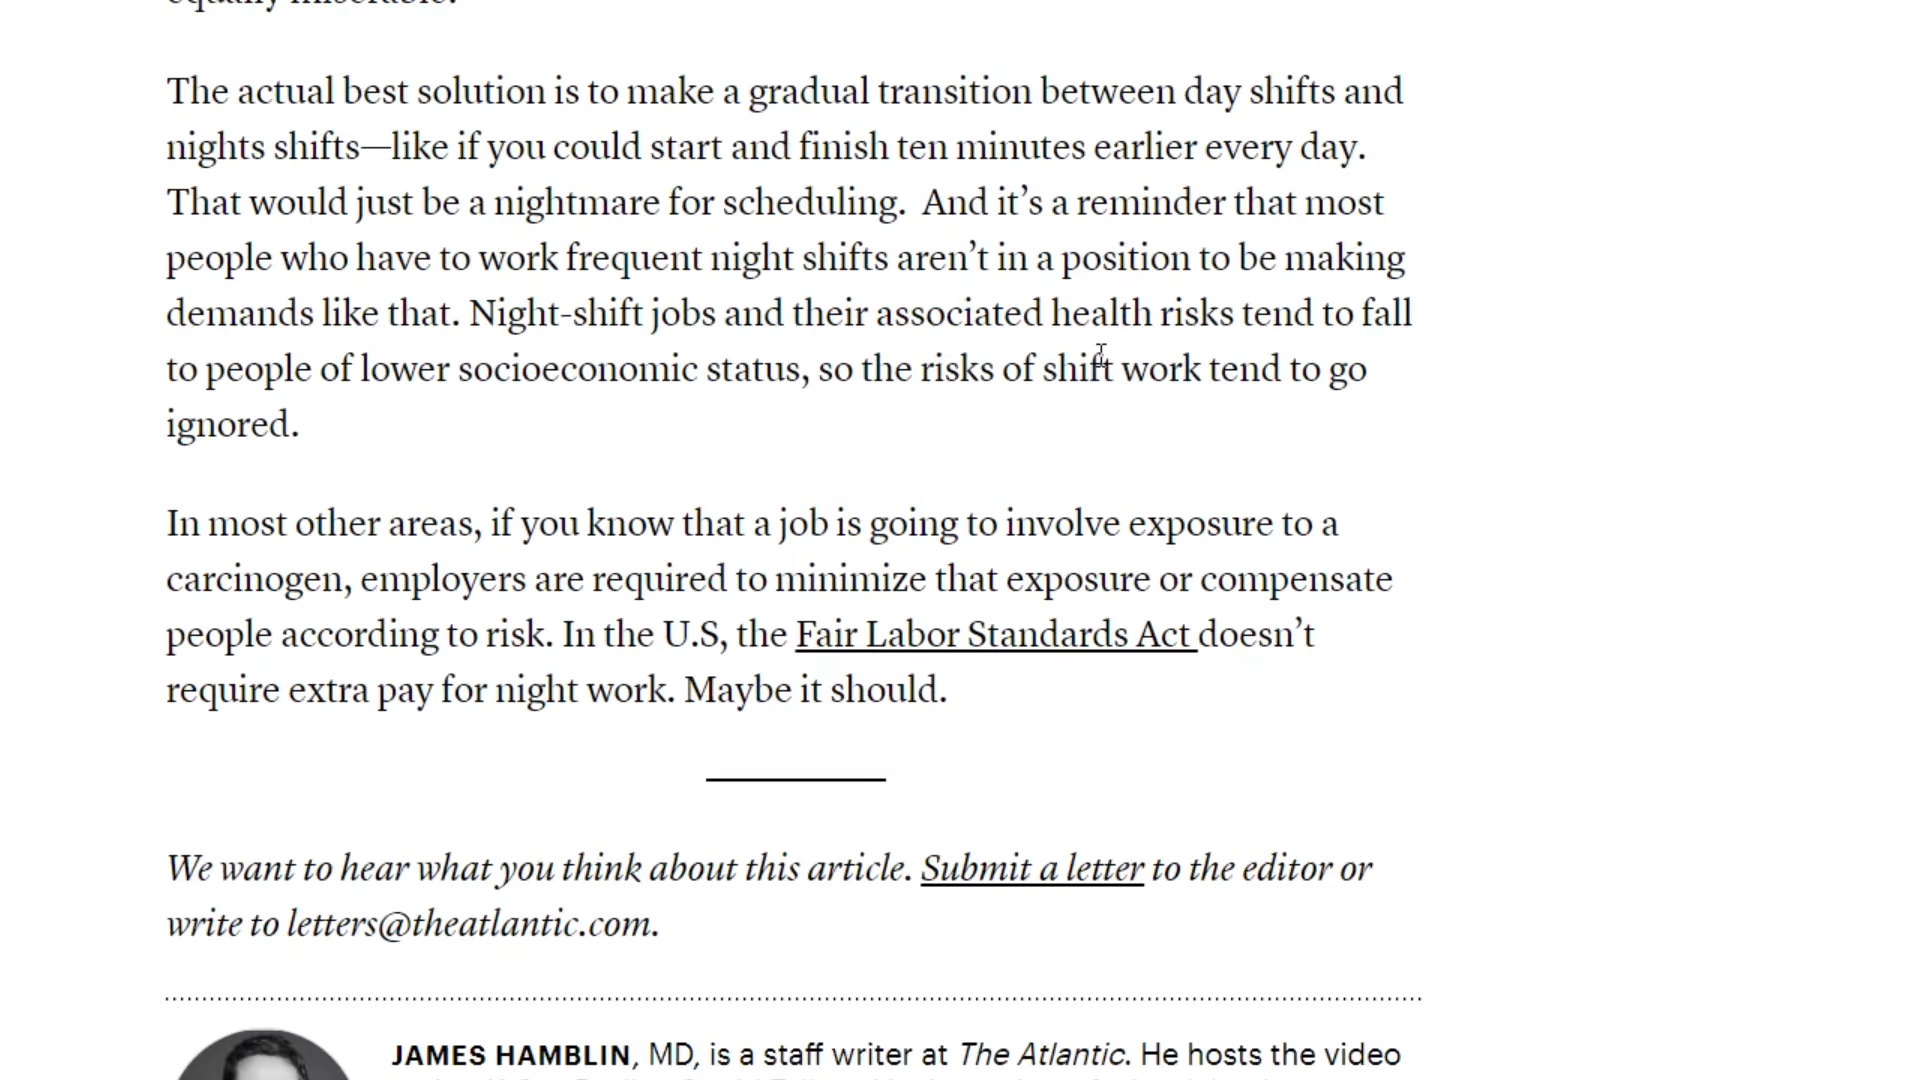 equally miserable.
The actual best solution is to make a gradual transition between day shifts and
nights shifts—like if you could start and finish ten minutes earlier every day.
That would just be a nightmare for scheduling.  And it’s a reminder that most
people who have to work frequent night shifts aren’t in a position to be making
demands like that. Night-shift jobs and their associated health risks tend to fall
to people of lower socioeconomic status, so the risks of shift work tend to go
ignored.
In most other areas, if you know that a job is going to involve exposure to a
carcinogen, employers are required to minimize that exposure or compensate
people according to risk. In the U.S, the Fair Labor Standards Act doesn’t
require extra pay for night work. Maybe it should.
We want to hear what you think about this article. Submit a letter to the editor or
write to letters@theatlantic.com.
JAMES HAMBLIN, MD, is a staff writer at The Atlantic. He hosts the video